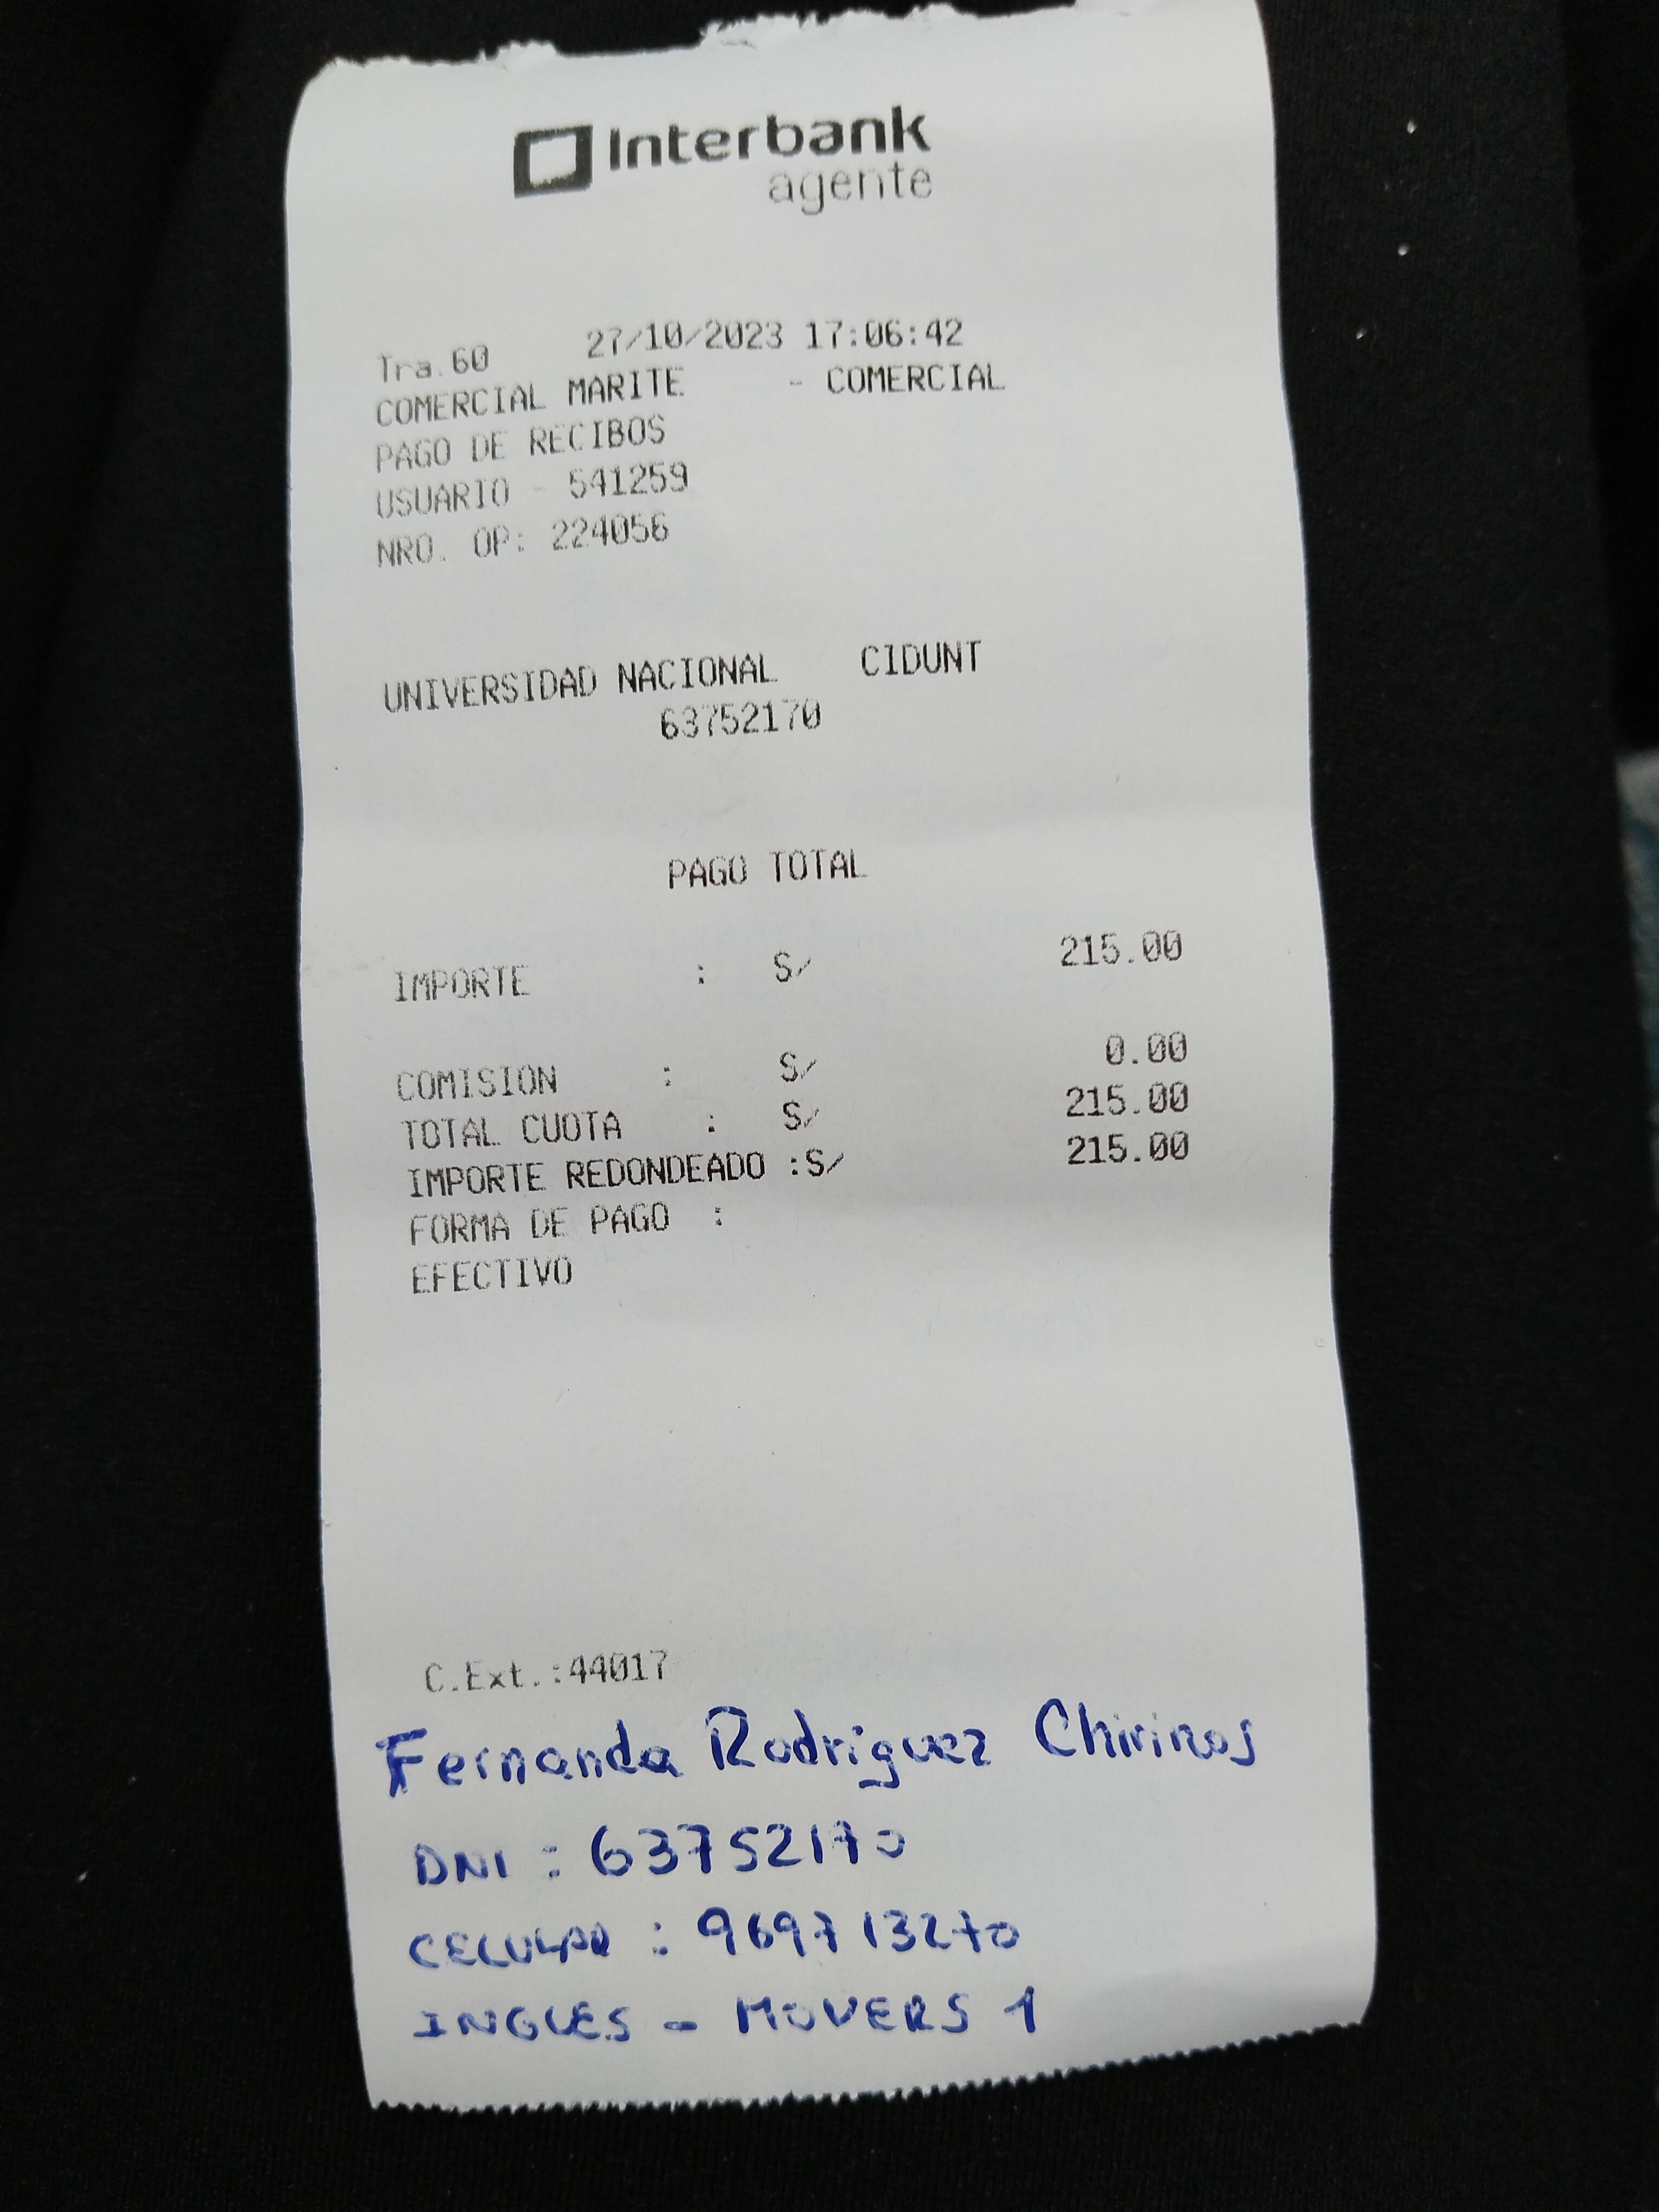 Interbank
agente
Tra.60 27/10/2023 17:06:42
COMERCIAL MARITE - COMERCIAL
PAGO DE RECIBOS
USUARIO - 541259
NRO. OP: 224056
UNIVERSIDAD NACIONAL CIDUNT
63752170
PAGO TOTAL
IMPORTE : S/ 215.00
COMISION : S/ 0.00
TOTAL CUOTA : S/ 215.00
IMPORTE REDONDEADO :S/ 215.00
FORMA DE PAGO :
EFECTIVO
C.Ext.:44017
Fernanda Rodriguez Chirinos
DNI : 63752170
CELULAR : 969713270
INGLES - MOVERS 1